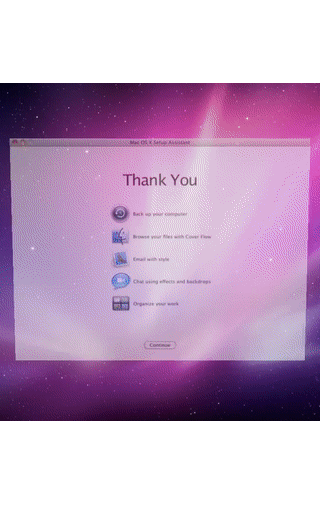 Mac OS X Setup Assistant
Thank You
Back up your computer
Browse your files with Cover Flow
Email with style
Chat using effects and backdrops
Organize your work
Continue